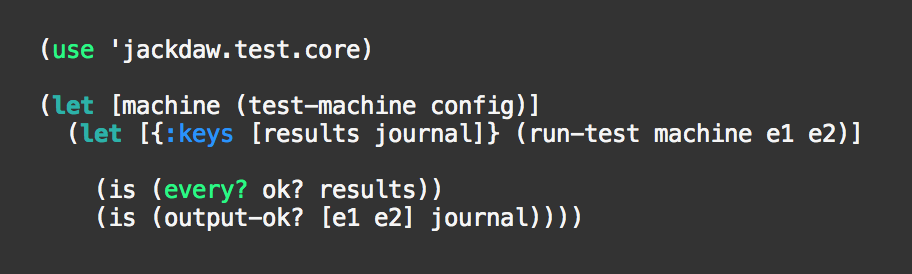 (use 'jackdaw.test.core)
(let [machine (test-machine config)]
(let [{:keys [results journal]} (run-test machine e1 e2)]
(is (every? ok? results))
(is (output-ok? [e1 e2] journal))))